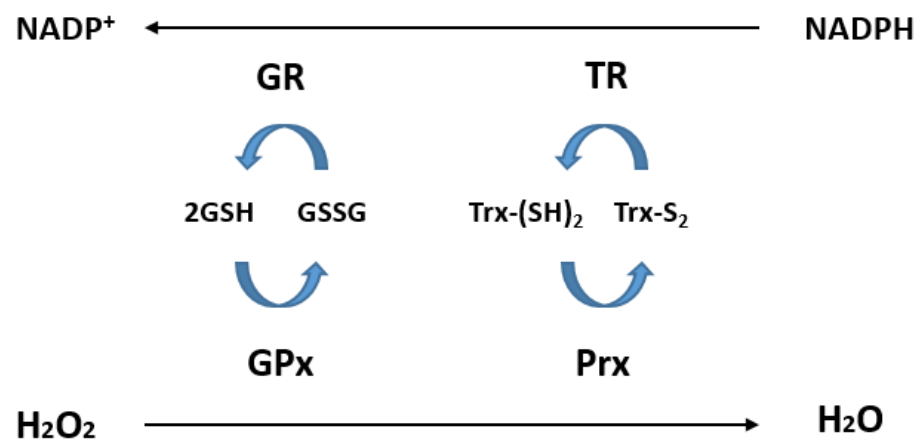 NADP⁺ NADPH
GR TR
2GSH GSSG Trx-(SH)₂ Trx-S₂
GPx Prx
H₂O₂ H₂O